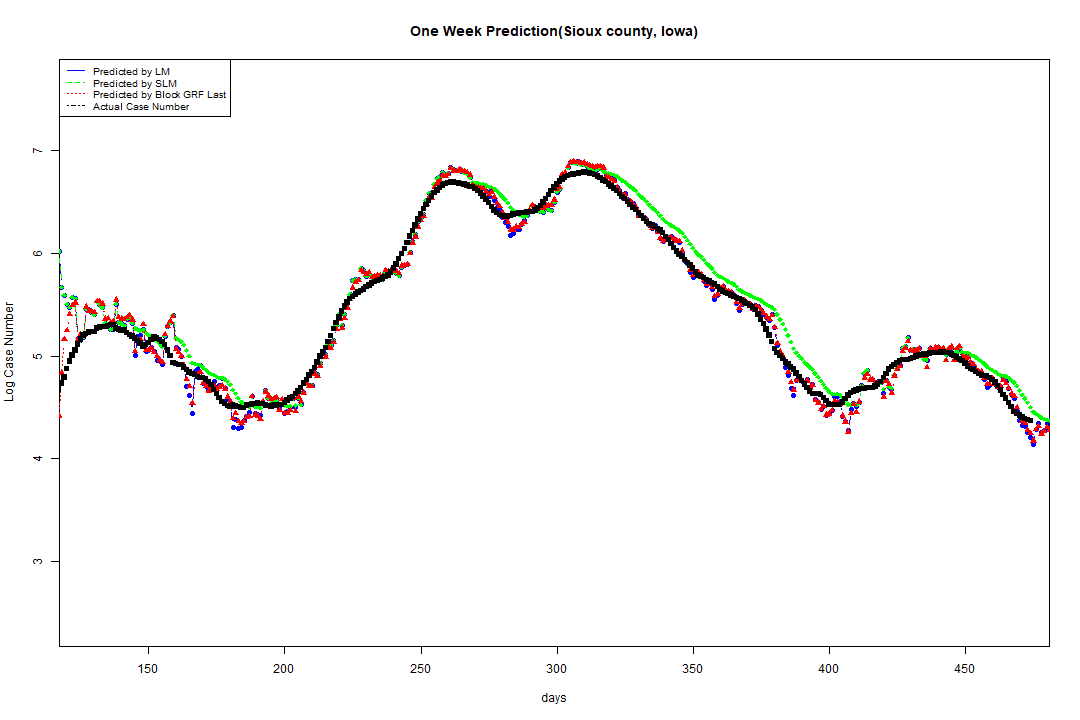 One Week Prediction(Sioux county, Iowa)
Predicted by LM
Predicted by SLM
Predicted by Block GRF Last
Actual Case Number
Log Case Number
7
6
5
4
3
150 200 250 300 350 400 450
days